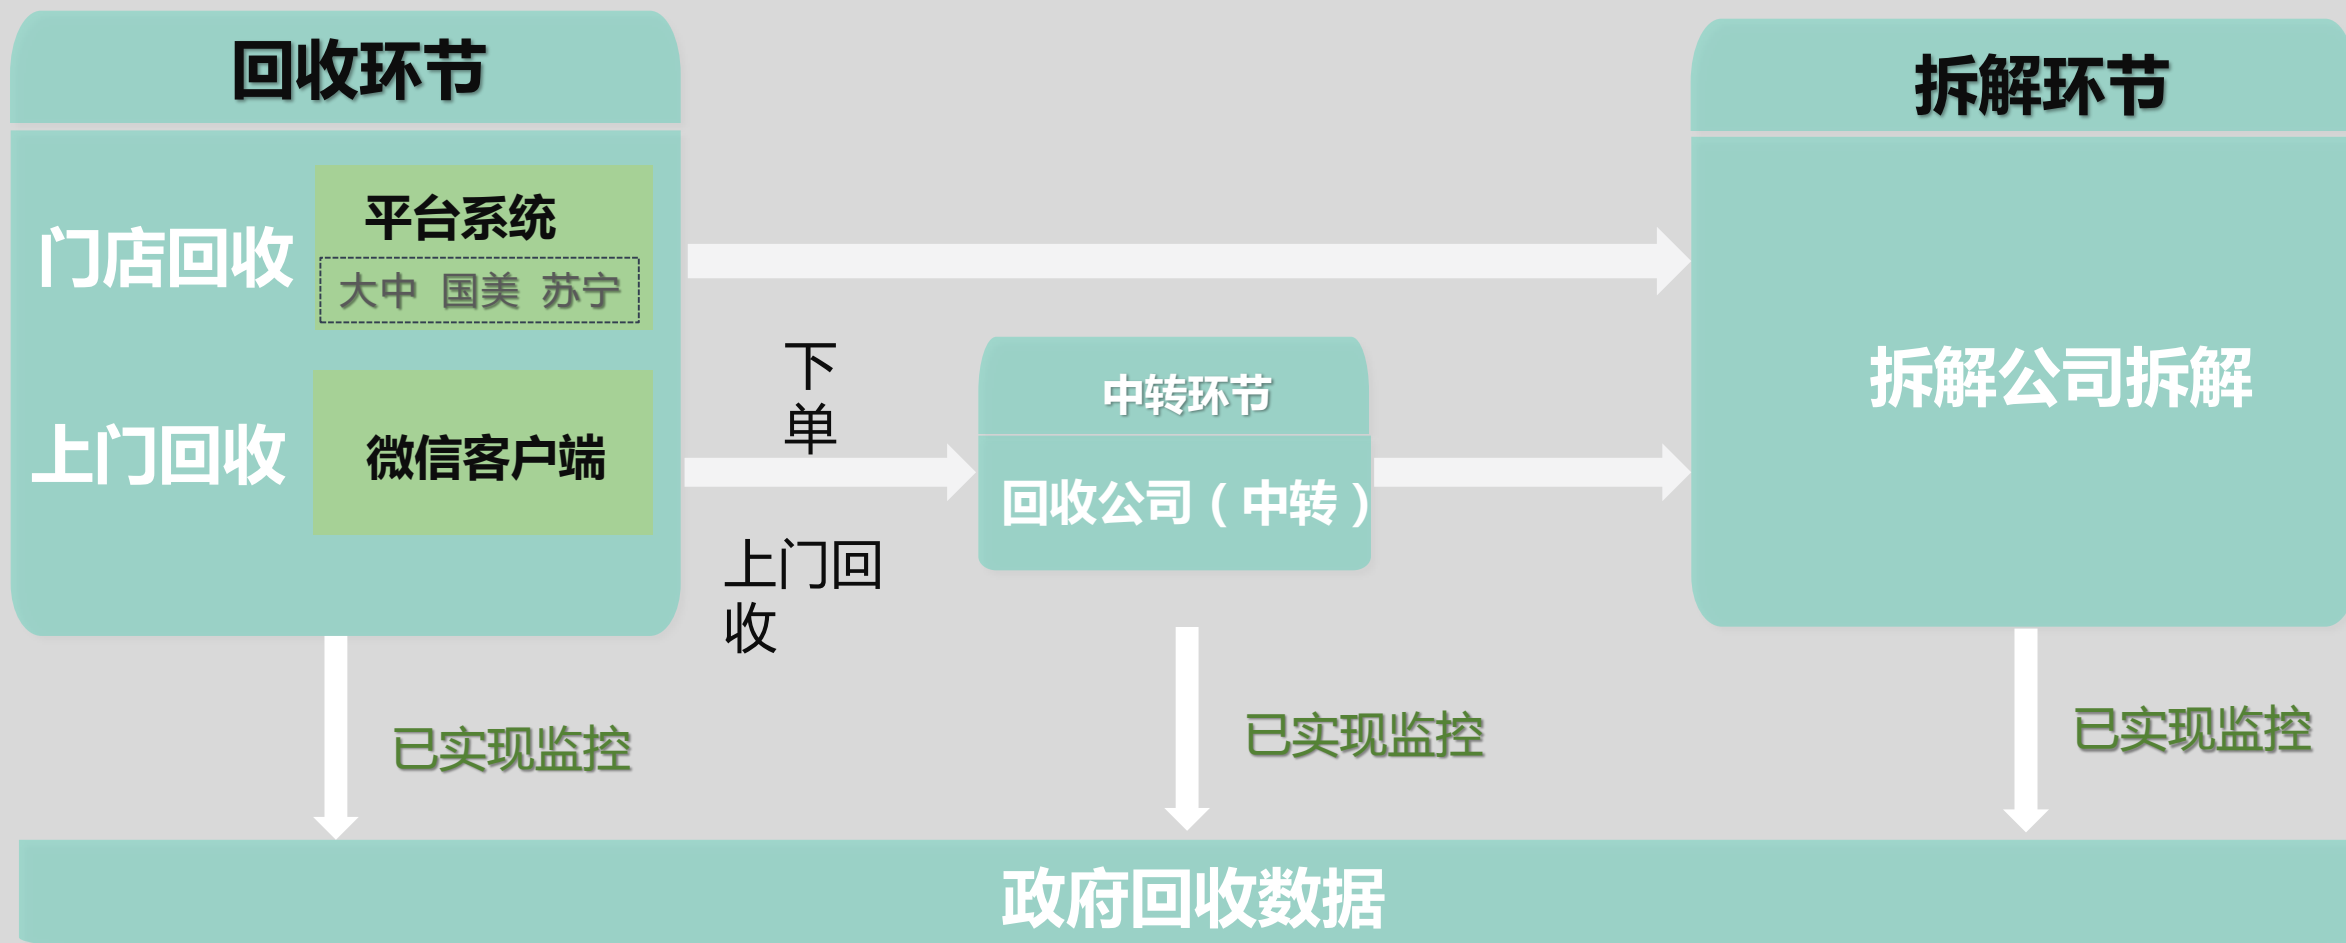 回收环节
门店回收
平台系统
大中 国美 苏宁
上门回收
微信客户端
下
单
上门回
收
中转环节
回收公司（中转）
拆解环节
拆解公司拆解
已实现监控
已实现监控
已实现监控
政府回收数据